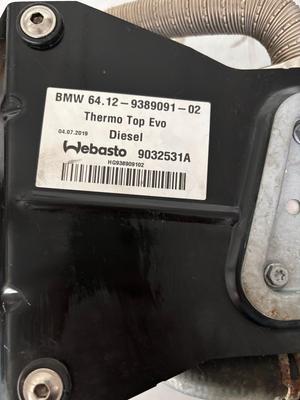 BMW 64.12-9389091-02
Thermo Top Evo
04.07.2019 Diesel
Webasto 9032531A
HG938909102